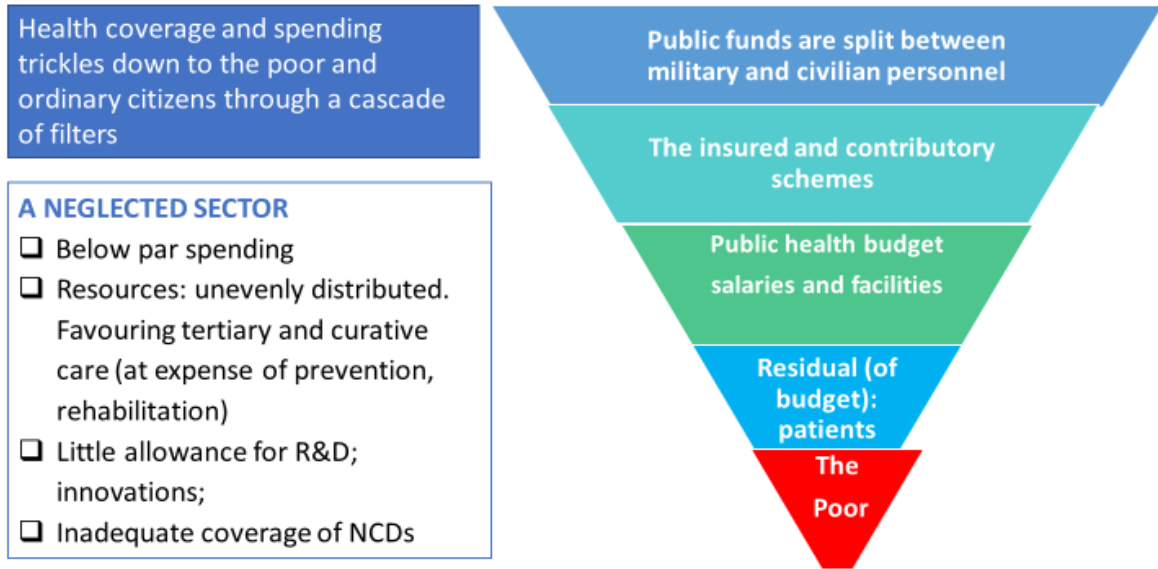 Health coverage and spending
trickles down to the poor and
ordinary citizens through a cascade
of filters
A NEGLECTED SECTOR
❑ Below par spending
❑ Resources: unevenly distributed.
Favouring tertiary and curative
care (at expense of prevention,
rehabilitation)
❑ Little allowance for R&D;
innovations;
❑ Inadequate coverage of NCDs
Public funds are split between
military and civilian personnel
The insured and contributory
schemes
Public health budget
salaries and facilities
Residual (of
budget):
patients
The
Poor